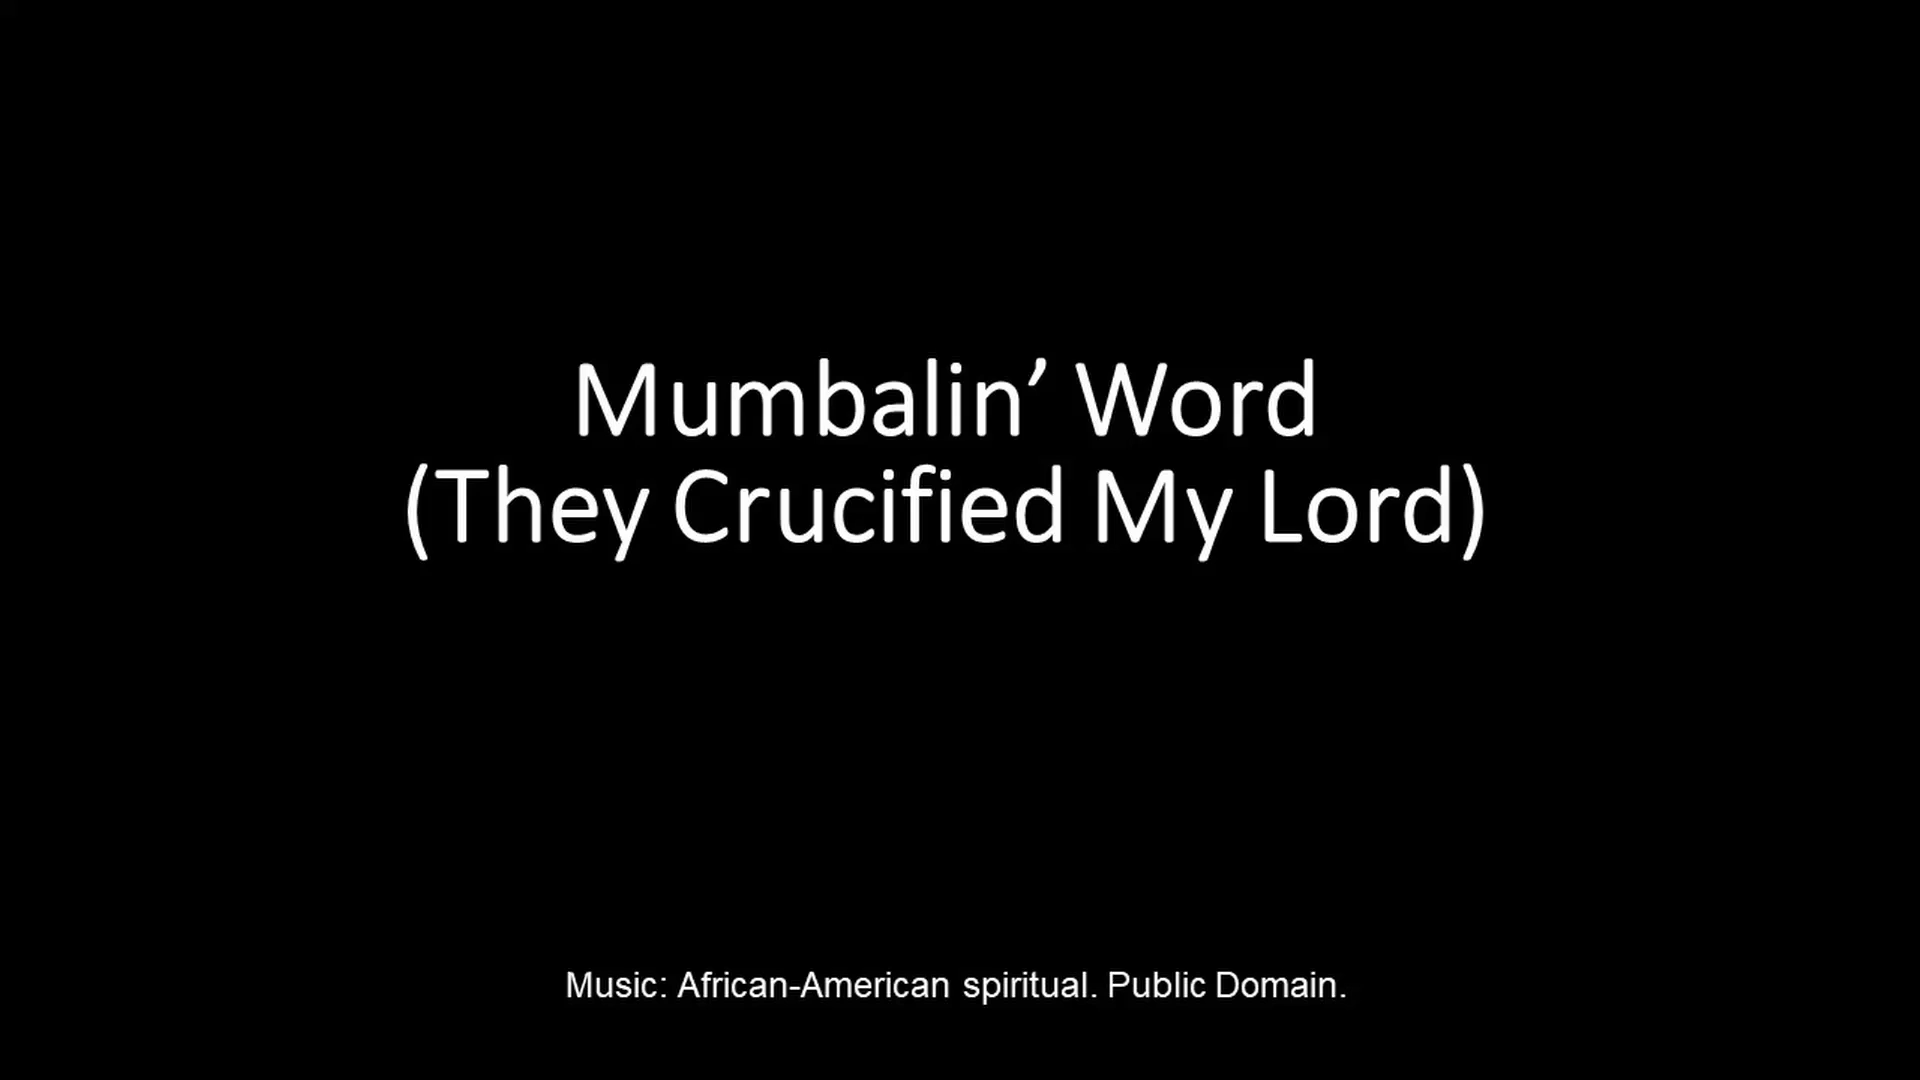 Mumbalin’ Word
(They Crucified My Lord)
Music: African-American spiritual. Public Domain.